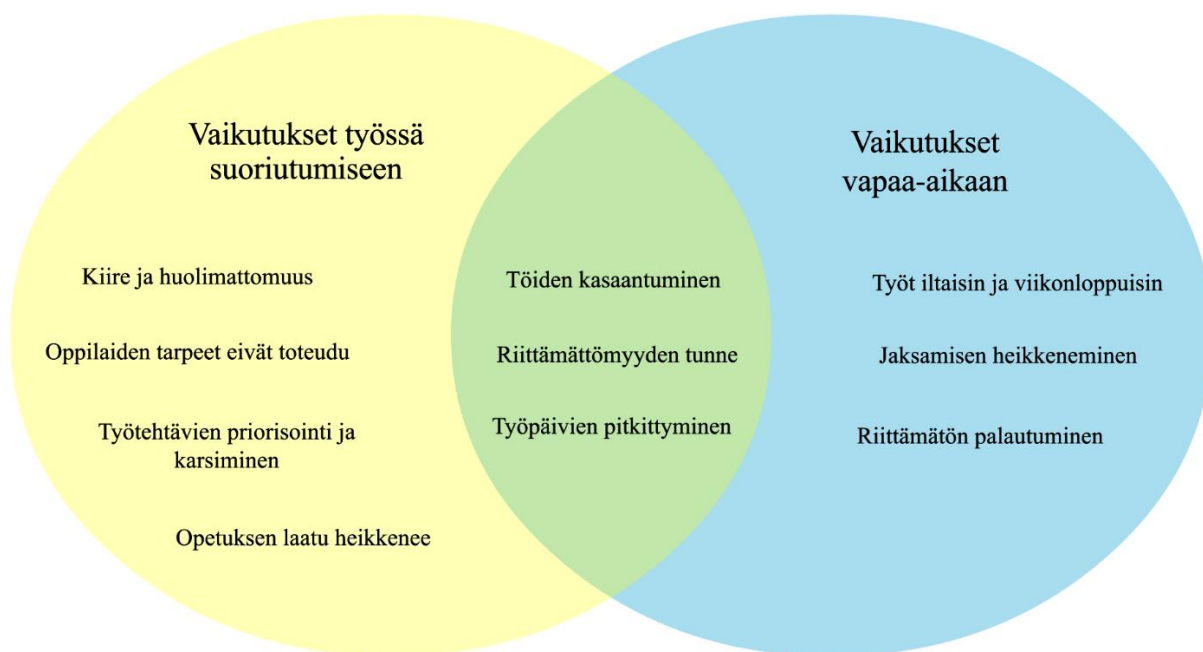 Vaikutukset työssä
suoriutumiseen
Kiire ja huolimattomuus
Oppilaiden tarpeet eivät toteudu
Työtehtävien priorisointi ja
karsiminen
Opetuksen laatu heikkenee
Töiden kasaantuminen
Riittämättömyyden tunne
Työpäivien pitkittyminen
Vaikutukset
vapaa-aikaan
Työt iltaisin ja viikonloppuisin
Jaksamisen heikkeneminen
Riittämätön palautuminen